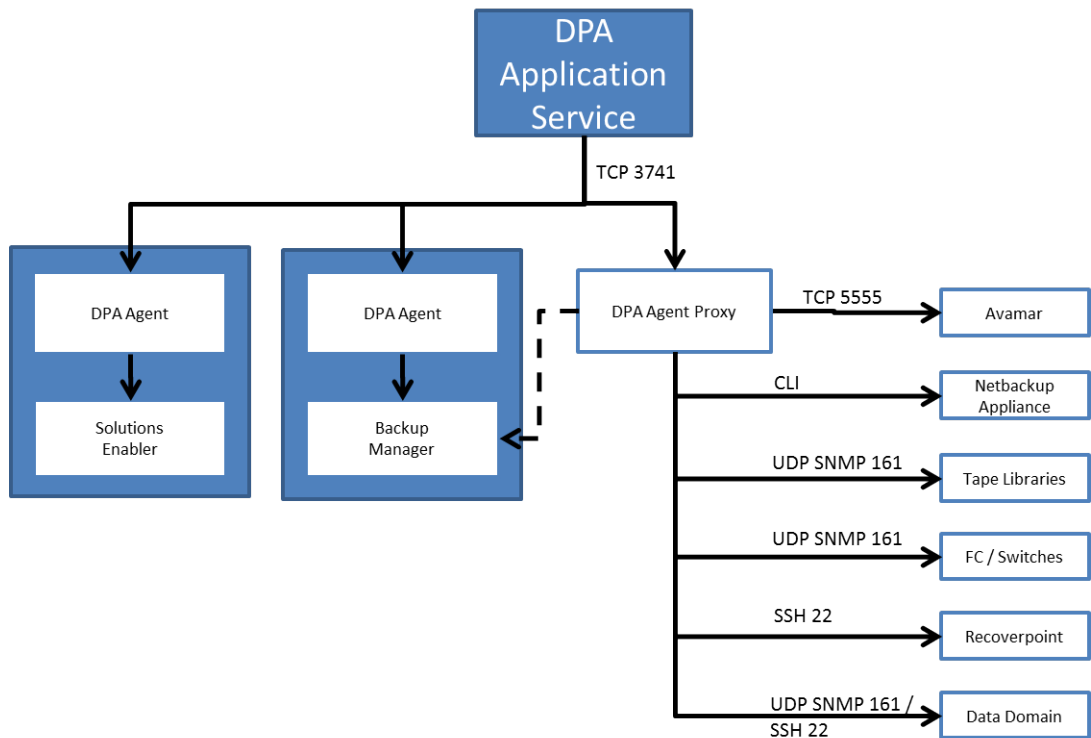 DPA
Application
Service
TCP 3741
DPA Agent
DPA Agent
DPA Agent Proxy
TCP 5555
Avamar
Solutions
Enabler
Backup
Manager
CLI
Netbackup
Appliance
UDP SNMP 161
Tape Libraries
UDP SNMP 161
FC / Switches
SSH 22
Recoverpoint
UDP SNMP 161 /
SSH 22
Data Domain